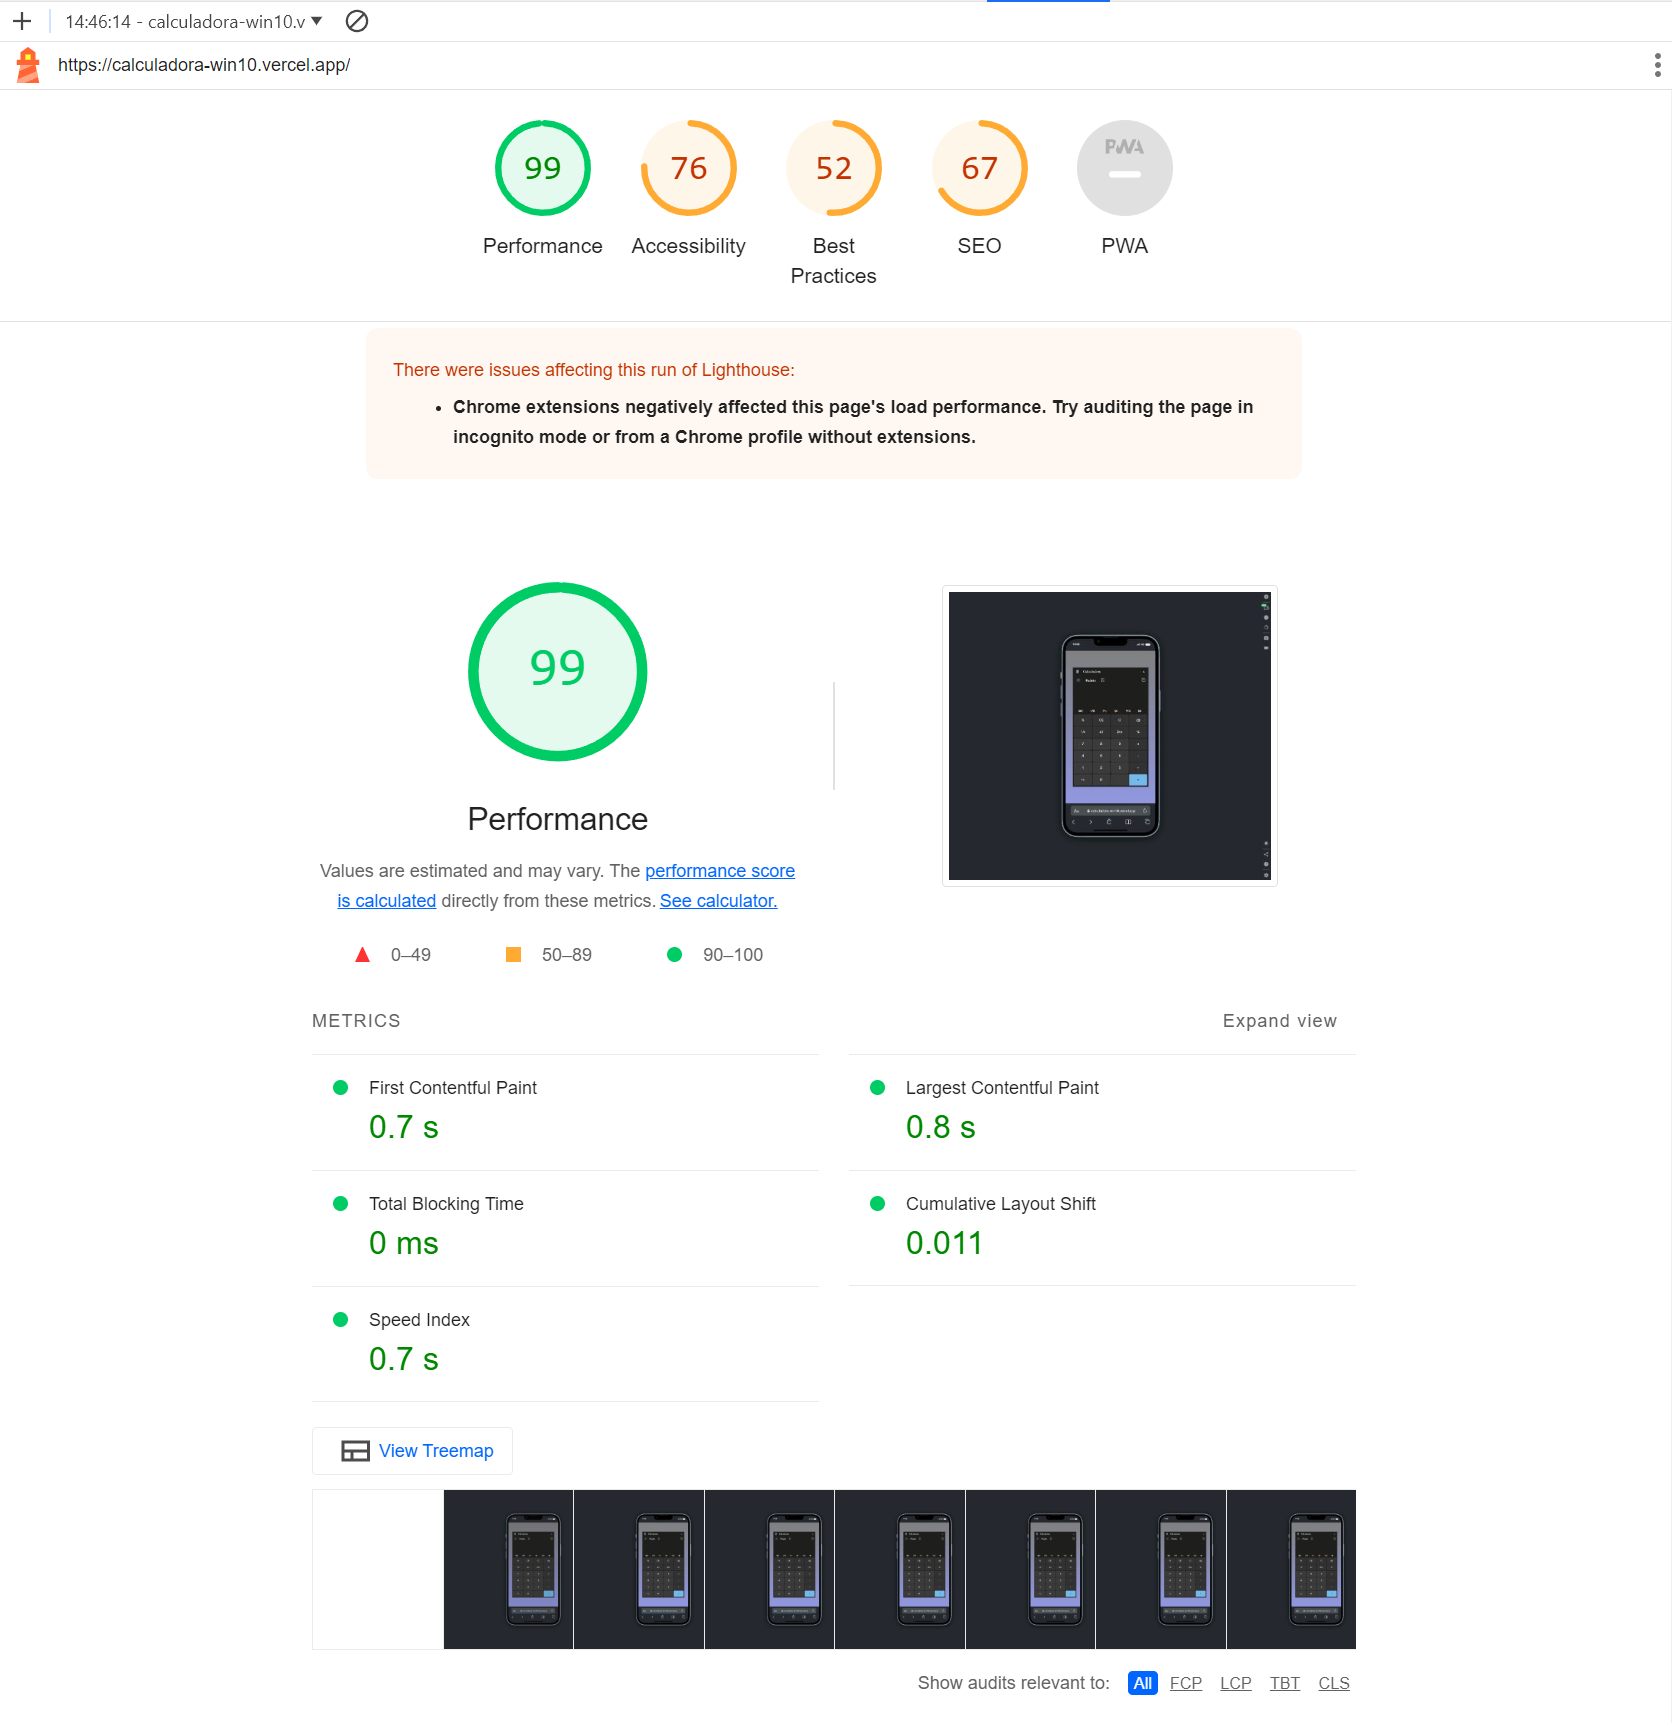 14:46:14 - calculadora-win10.v
https://calculadora-win10.vercel.app/
99
76
52
67
PWA
Performance
Accessibility
Best
Practices
SEO
PWA
There were issues affecting this run of Lighthouse:
Chrome extensions negatively affected this page's load performance. Try auditing the page in
incognito mode or from a Chrome profile without extensions.
99
Performance
Values are estimated and may vary. The performance score
is calculated directly from these metrics. See calculator.
0–49
50–89
90–100
METRICS
Expand view
First Contentful Paint
0.7 s
Largest Contentful Paint
0.8 s
Total Blocking Time
0 ms
Cumulative Layout Shift
0.011
Speed Index
0.7 s
View Treemap
Show audits relevant to: All FCP LCP TBT CLS